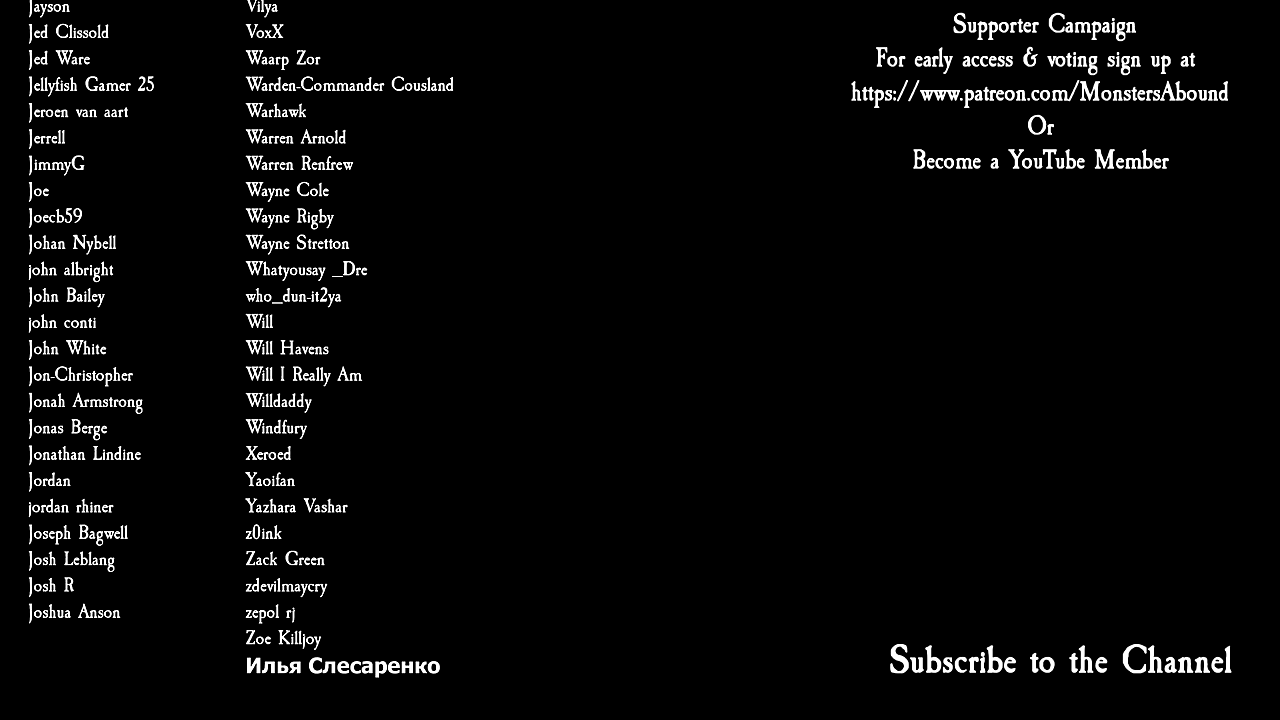 Jayson
Jed Clissold
Jed Ware
Jellyfish Gamer 25
Jeroen van aart
Jerrell
JimmyG
Joe
Joecb59
Johan Nybell
john albright
John Bailey
john conti
John White
Jon-Christopher
Jonah Armstrong
Jonas Berge
Jonathan Lindine
Jordan
jordan rhiner
Joseph Bagwell
Josh Leblang
Josh R
Joshua Anson
Vilya
VoxX
Waarp Zor
Warden-Commander Cousland
Warhawk
Warren Arnold
Warren Renfrew
Wayne Cole
Wayne Rigby
Wayne Stretton
Whatyousay _Dre
who_dun-it2ya
Will
Will Havens
Will I Really Am
Willdaddy
Windfury
Xeroed
Yaoifan
Yazhara Vashar
z0ink
Zack Green
zdevilmaycry
zepol rj
Zoe Killjoy
Илья Слесаренко
Supporter Campaign
For early access & voting sign up at
https://www.patreon.com/MonstersAbound
Or
Become a YouTube Member
Subscribe to the Channel